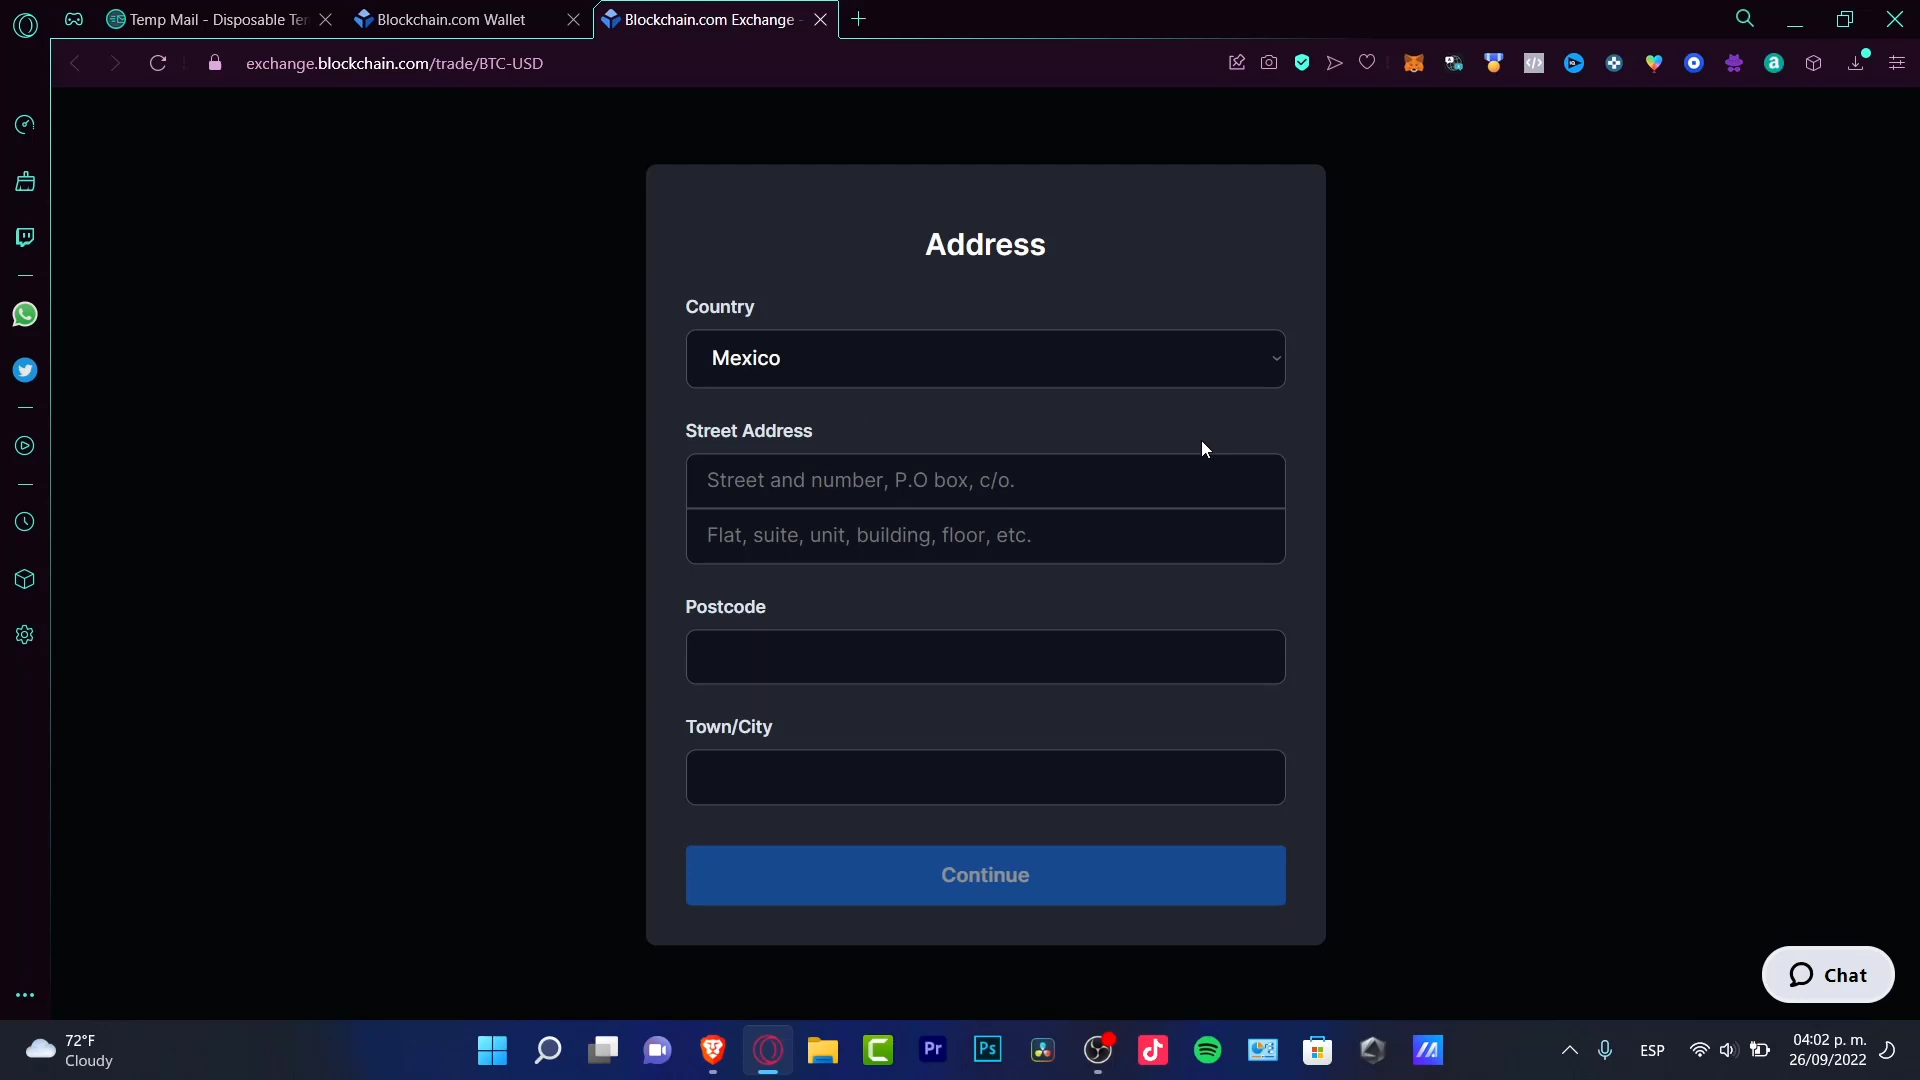 Temp Mail - Disposable Te
Blockchain.com Wallet
Blockchain.com Exchange -
exchange.blockchain.com/trade/BTC-USD
Address
Country
Mexico
Street Address
Street and number, P.O box, c/o.
Flat, suite, unit, building, floor, etc.
Postcode
Town/City
Continue
Chat
72°F
Cloudy
Pr
Ps
ESP
04:02 p. m.
26/09/2022